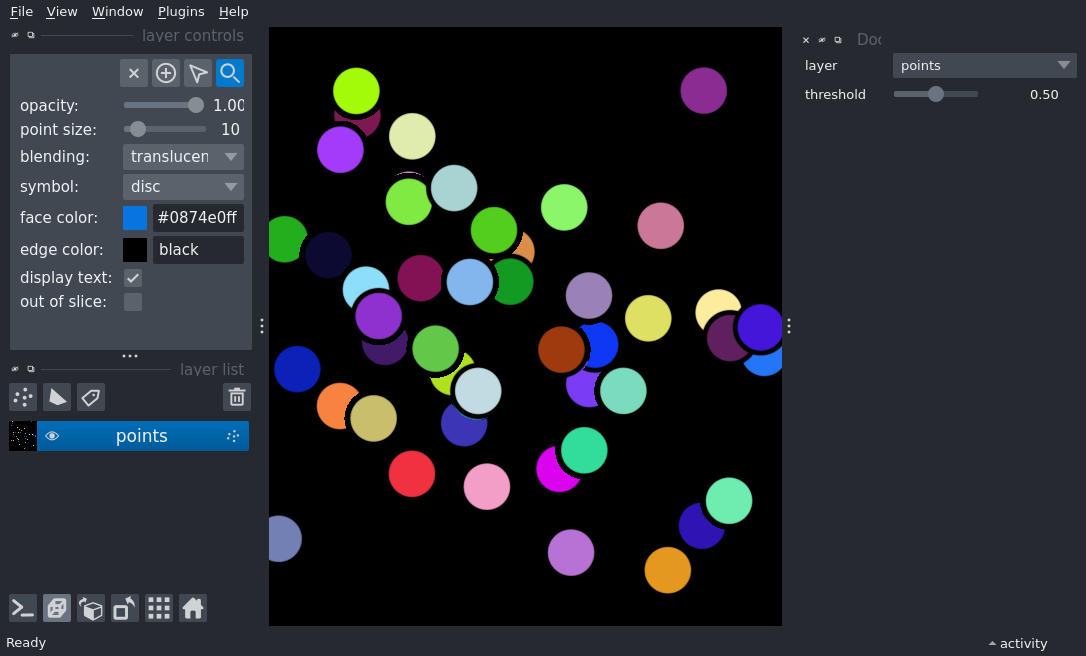 File View Window Plugins Help
layer controls
opacity: 1.00
point size: 10
blending: translucen
symbol: disc
face color: #0874e0ff
edge color: black
display text:
out of slice:
layer list
points
Ready
Doc
layer points
threshold 0.50
activity